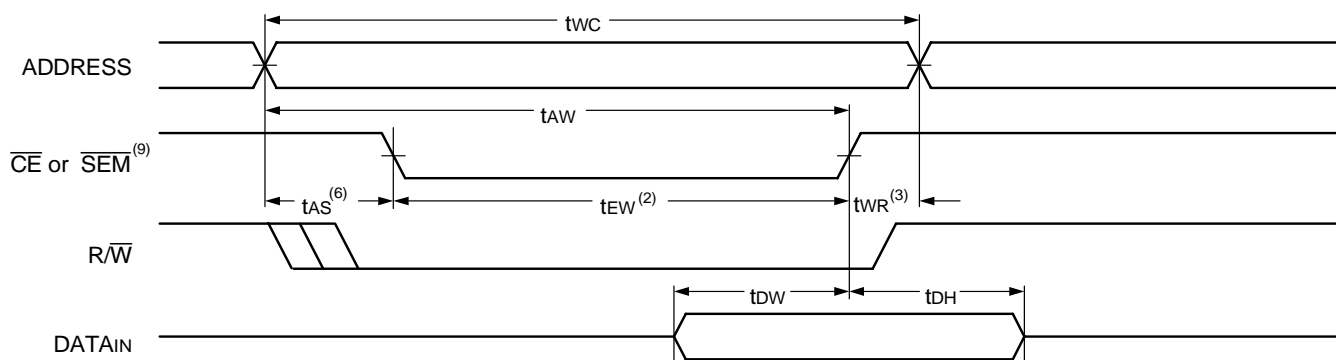 tWC
ADDRESS
tAW
CE or SEM(9)
tAS(6) tEW(2) tWR(3)
R/W
tDW tDH
DATAIN